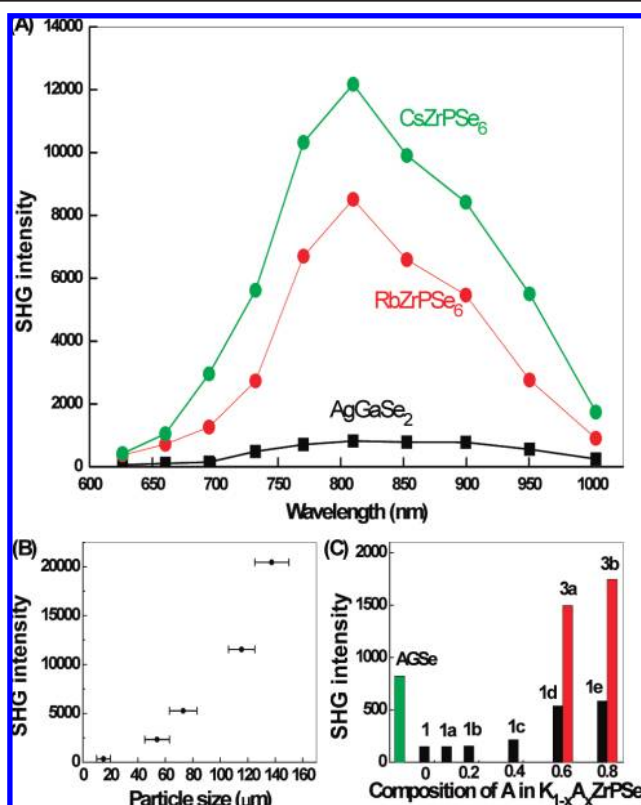 (A)
14000
12000
10000
8000
6000
4000
2000
0
SHG intensity
CsZrPSe6
RbZrPSe6
AgGaSe2
600 650 700 750 800 850 900 950 1000
Wavelength (nm)
(B)
20000
15000
10000
5000
0
SHG intensity
0 20 40 60 80 100 120 140 160
Particle size (μm)
(C)
2000
1500
1000
500
0
SHG intensity
AGSe
1 1a 1b 1c 1d 3a 1e 3b
0 0.2 0.4 0.6 0.8
Composition of A in K1-xAxZrPSe